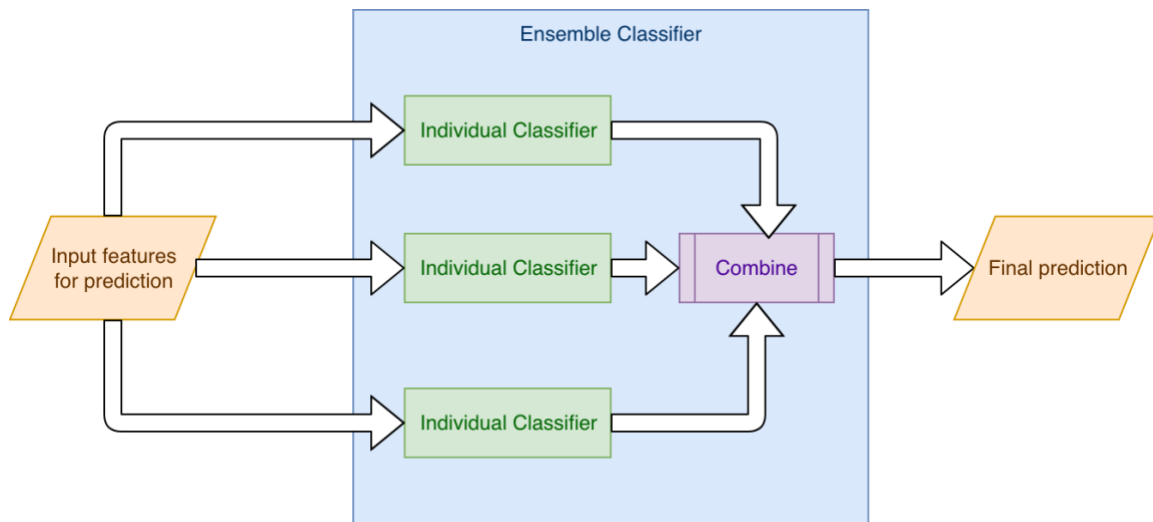 Ensemble Classifier
Individual Classifier
Input features
for prediction
Individual Classifier
Combine
Final prediction
Individual Classifier